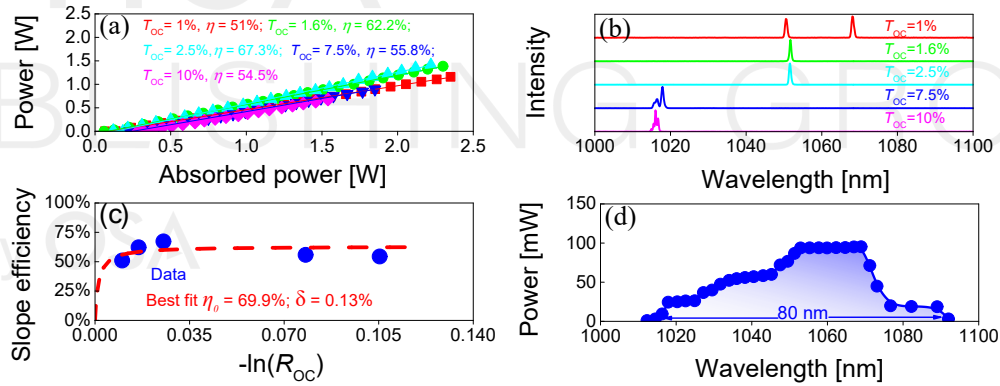 (a) T_OC = 1%, η = 51%; T_OC = 1.6%, η = 62.2%;
T_OC = 2.5%, η = 67.3%; T_OC = 7.5%, η = 55.8%;
T_OC = 10%, η = 54.5%
Power [W]
1.5
1.0
0.5
0.0
0.0 0.5 1.0 1.5 2.0 2.5
Absorbed power [W]
(b)
T_OC=1%
T_OC=1.6%
T_OC=2.5%
T_OC=7.5%
T_OC=10%
Intensity
1000 1020 1040 1060 1080 1100
Wavelength [nm]
(c)
Slope efficiency
100%
75%
50%
25%
0%
Data
Best fit η_θ = 69.9%; δ = 0.13%
0.000 0.035 0.070 0.105 0.140
-ln(R_OC)
(d)
Power [mW]
150
100
50
0
80 nm
1000 1020 1040 1060 1080 1100
Wavelength [nm]
BLISHING GRO
y OSA